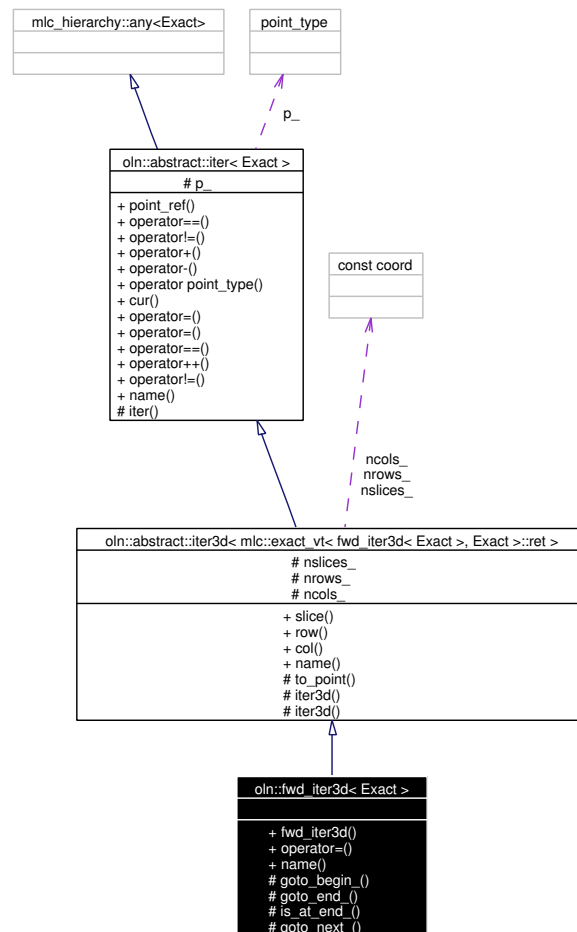 mlc_hierarchy::any<Exact>
point_type
p_
oln::abstract::iter< Exact >
# p_
+ point_ref()
+ operator==()
+ operator!=()
+ operator+()
+ operator-()
+ operator point_type()
+ cur()
+ operator=()
+ operator=()
+ operator==()
+ operator++()
+ operator!=()
+ name()
# iter()
const coord
ncols_
nrows_
nslices_
oln::abstract::iter3d< mlc::exact_vt< fwd_iter3d< Exact >, Exact >::ret >
# nslices_
# nrows_
# ncols_
+ slice()
+ row()
+ col()
+ name()
# to_point()
# iter3d()
# iter3d()
oln::fwd_iter3d< Exact >
+ fwd_iter3d()
+ operator=()
+ name()
# goto_begin_()
# goto_end_()
# is_at_end_()
# goto_next_()